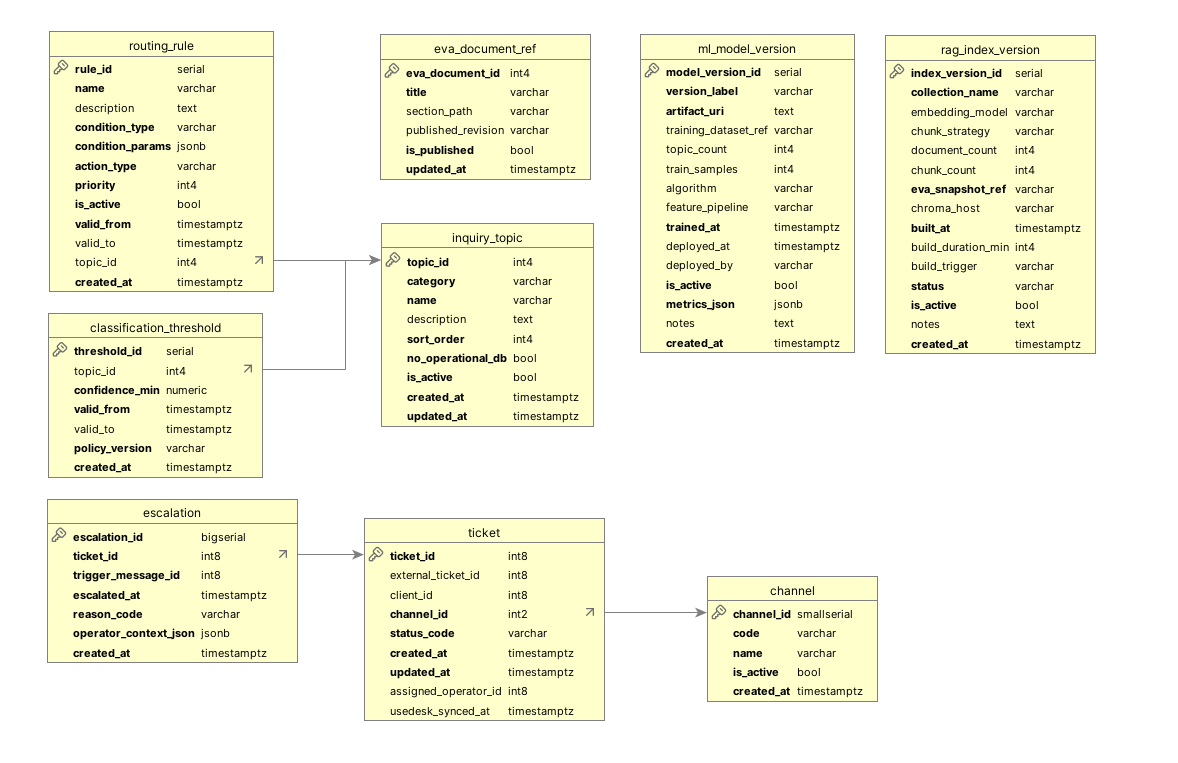 routing_rule
rule_id serial
name varchar
description text
condition_type varchar
condition_params jsonb
action_type varchar
priority int4
is_active bool
valid_from timestamptz
valid_to timestamptz
topic_id int4
created_at timestamptz
eva_document_ref
eva_document_id int4
title varchar
section_path varchar
published_revision varchar
is_published bool
updated_at timestamptz
ml_model_version
model_version_id serial
version_label varchar
artifact_uri text
training_dataset_ref varchar
topic_count int4
train_samples int4
algorithm varchar
feature_pipeline varchar
trained_at timestamptz
deployed_at timestamptz
deployed_by varchar
is_active bool
metrics_json jsonb
notes text
created_at timestamptz
rag_index_version
index_version_id serial
collection_name varchar
embedding_model varchar
chunk_strategy varchar
document_count int4
chunk_count int4
eva_snapshot_ref varchar
chroma_host varchar
built_at timestamptz
build_duration_min int4
build_trigger varchar
status varchar
is_active bool
notes text
created_at timestamptz
inquiry_topic
topic_id int4
category varchar
name varchar
description text
sort_order int4
no_operational_db bool
is_active bool
created_at timestamptz
updated_at timestamptz
classification_threshold
threshold_id serial
topic_id int4
confidence_min numeric
valid_from timestamptz
valid_to timestamptz
policy_version varchar
created_at timestamptz
escalation
escalation_id bigserial
ticket_id int8
trigger_message_id int8
escalated_at timestamptz
reason_code varchar
operator_context_json jsonb
created_at timestamptz
ticket
ticket_id int8
external_ticket_id int8
client_id int8
channel_id int2
status_code varchar
created_at timestamptz
updated_at timestamptz
assigned_operator_id int8
usedesk_synced_at timestamptz
channel
channel_id smallserial
code varchar
name varchar
is_active bool
created_at timestamptz